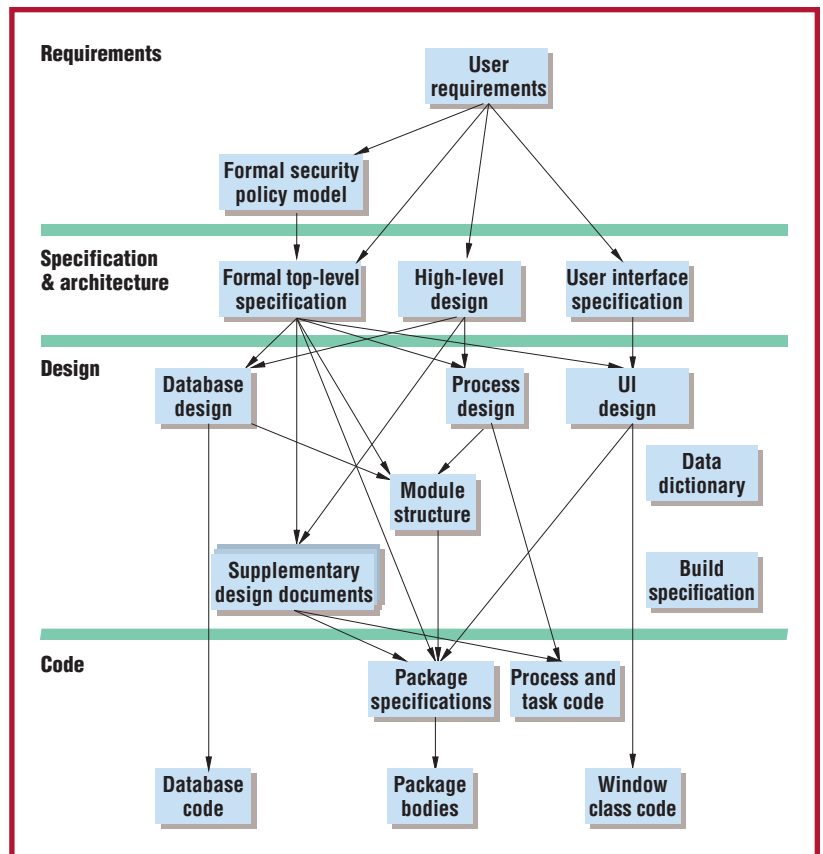 Requirements
User
requirements
Formal security
policy model
Specification
& architecture
Formal top-level
specification
High-level
design
User interface
specification
Design
Database
design
Process
design
UI
design
Data
dictionary
Module
structure
Supplementary
design documents
Build
specification
Code
Package
specifications
Process and
task code
Database
code
Package
bodies
Window
class code